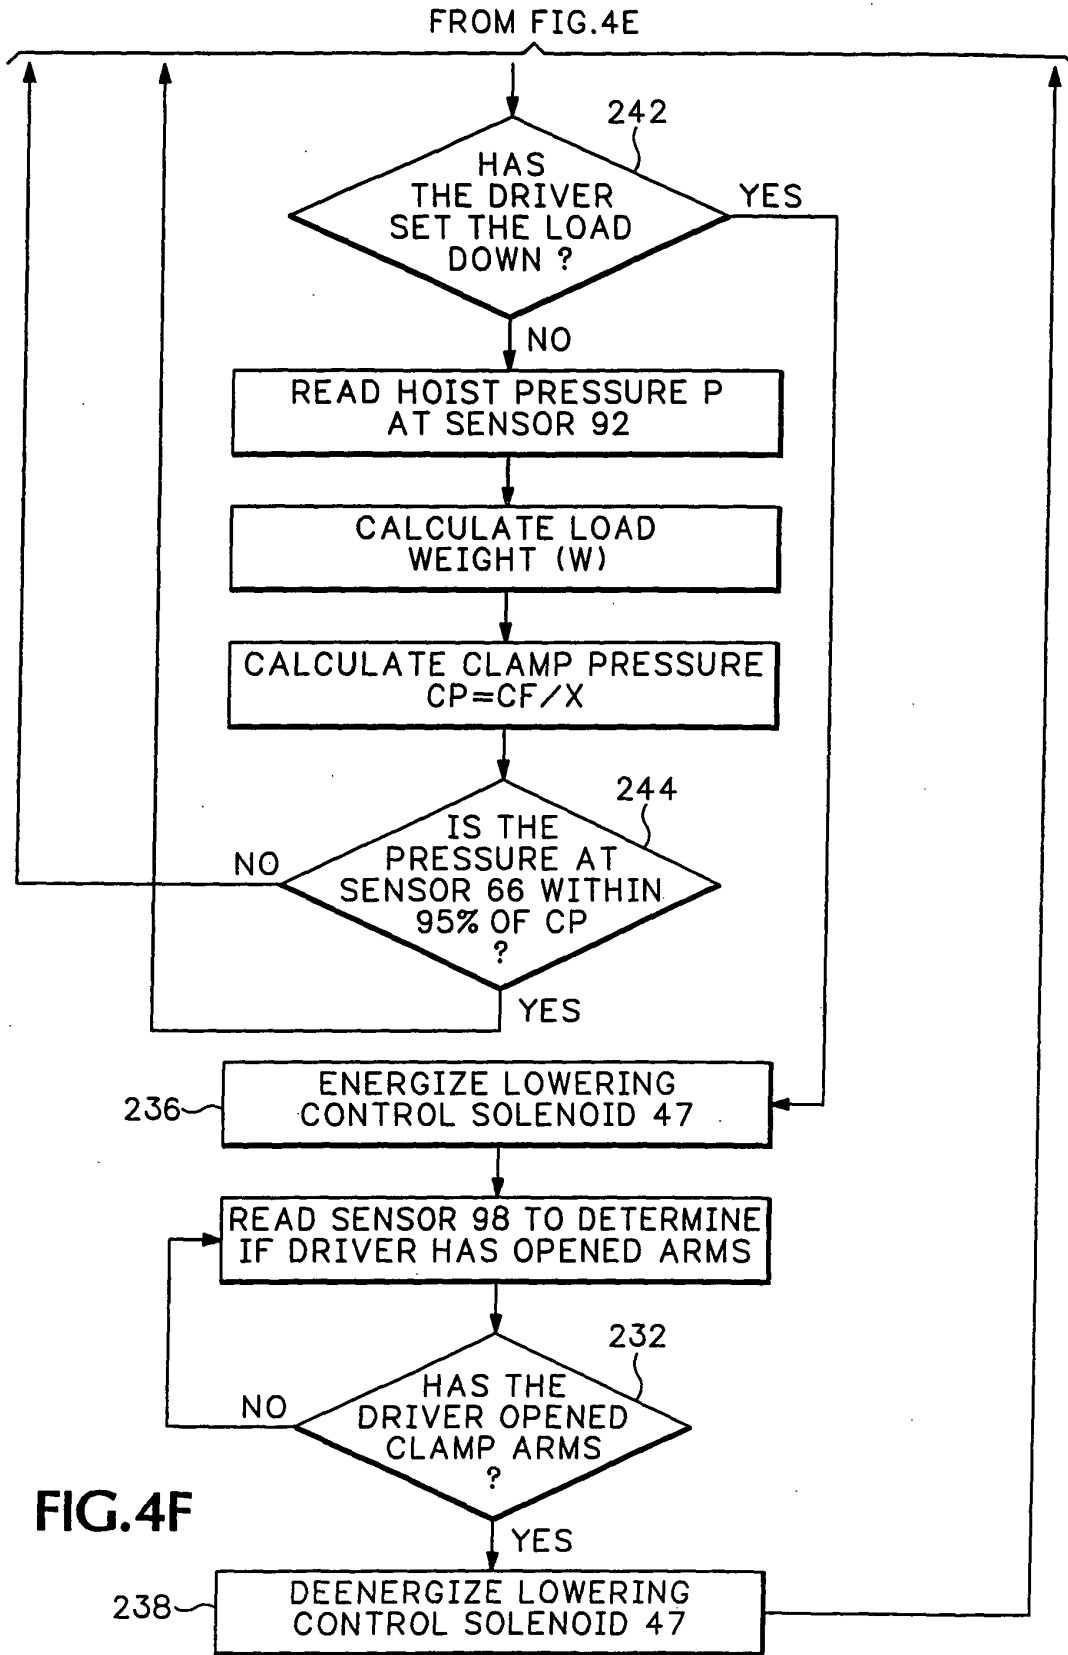 FROM FIG.4E
242
HAS
THE DRIVER
SET THE LOAD
DOWN ?
YES
NO
READ HOIST PRESSURE P
AT SENSOR 92
CALCULATE LOAD
WEIGHT (W)
CALCULATE CLAMP PRESSURE
CP=CF/X
244
IS THE
PRESSURE AT
SENSOR 66 WITHIN
95% OF CP
?
NO
YES
236
ENERGIZE LOWERING
CONTROL SOLENOID 47
READ SENSOR 98 TO DETERMINE
IF DRIVER HAS OPENED ARMS
232
HAS THE
DRIVER OPENED
CLAMP ARMS
?
NO
YES
FIG.4F
238
DEENERGIZE LOWERING
CONTROL SOLENOID 47